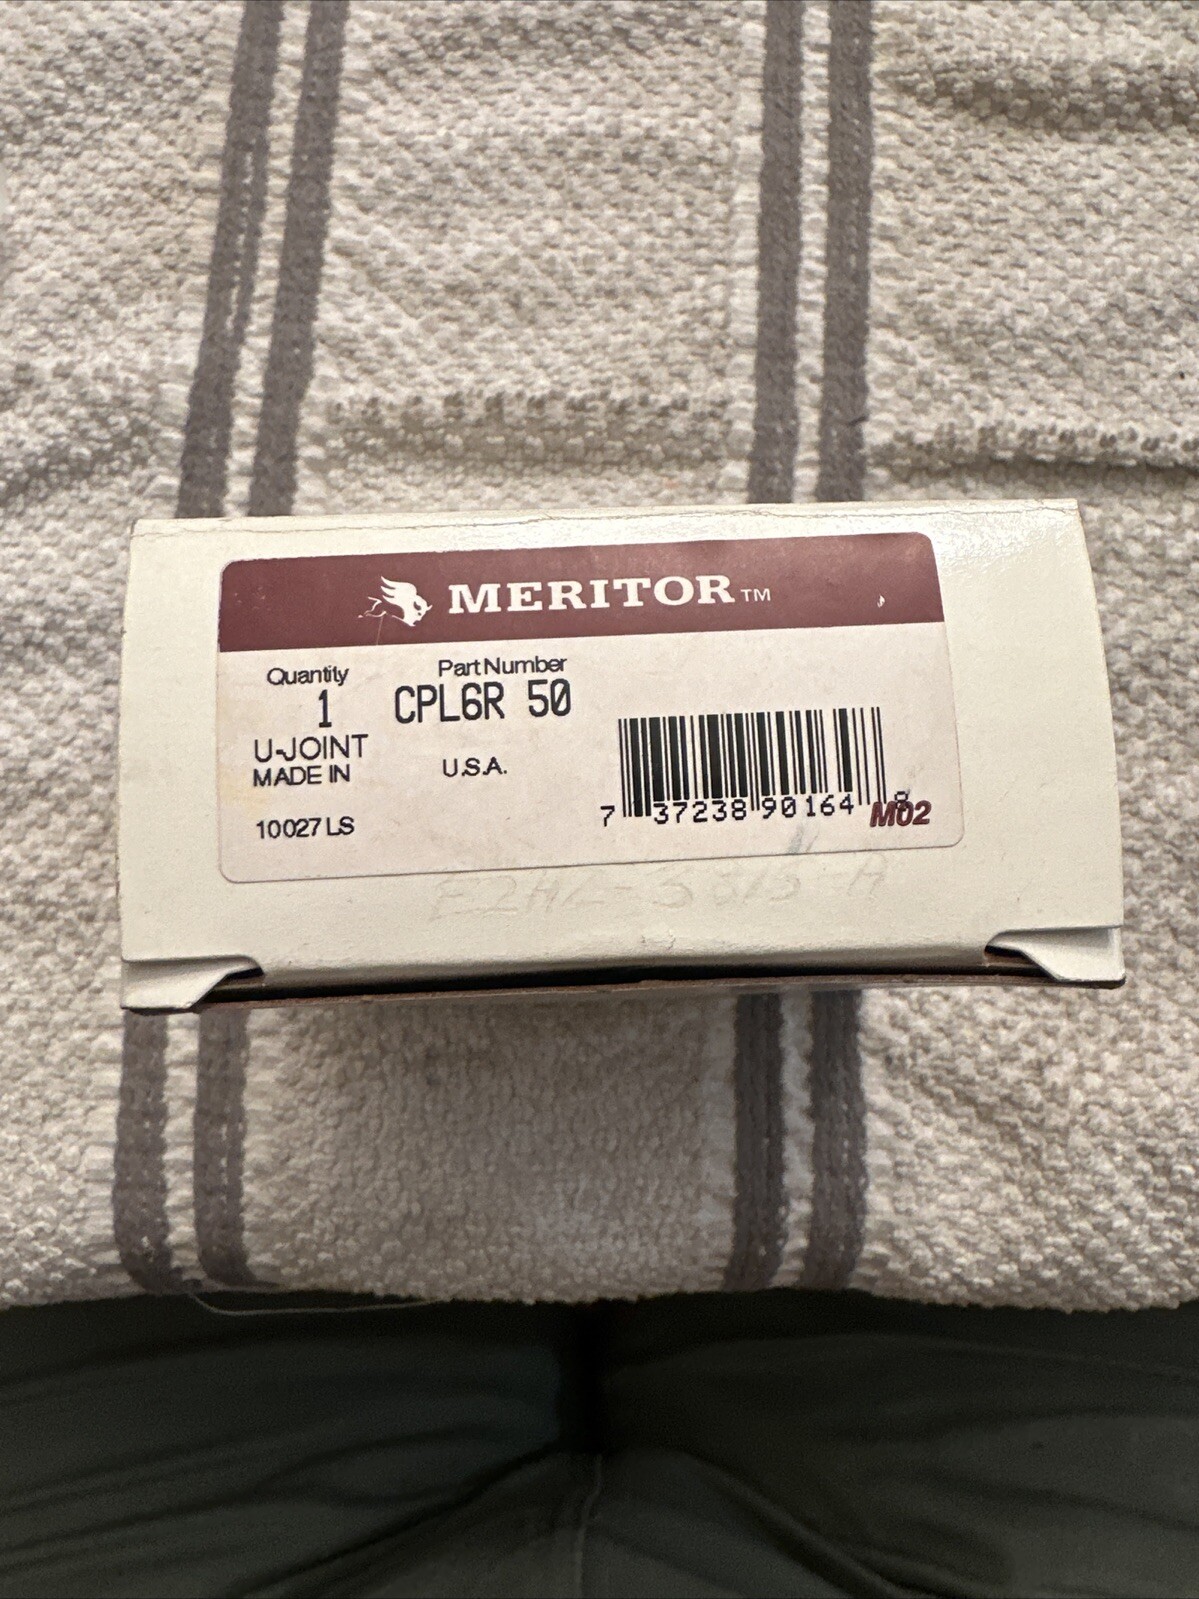 MERITOR™
Quantity
1
Part Number
CPL6R 50
U-JOINT
MADE IN
U.S.A.
10027 LS
7 37238 90164 8
M02